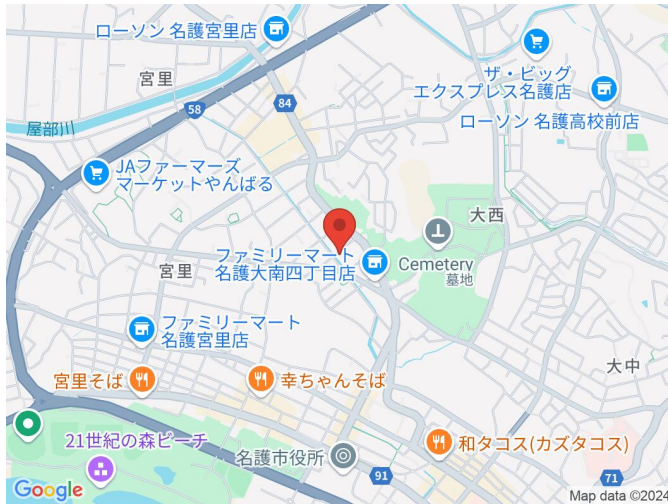 ローソン 名護宮里店
宮里
58
84
屋部川
ザ・ビッグ
エクスプレス名護店
ローソン 名護高校前店
JAファーマーズ
マーケットやんばる
大西
宮里
ファミリーマート
名護大南四丁目店
Cemetery
墓地
ファミリーマート
名護宮里店
大中
宮里そば
幸ちゃんそば
21世紀の森ビーチ
名護市役所
91
和タコス(カズタコス)
71
Google
Map data ©2024